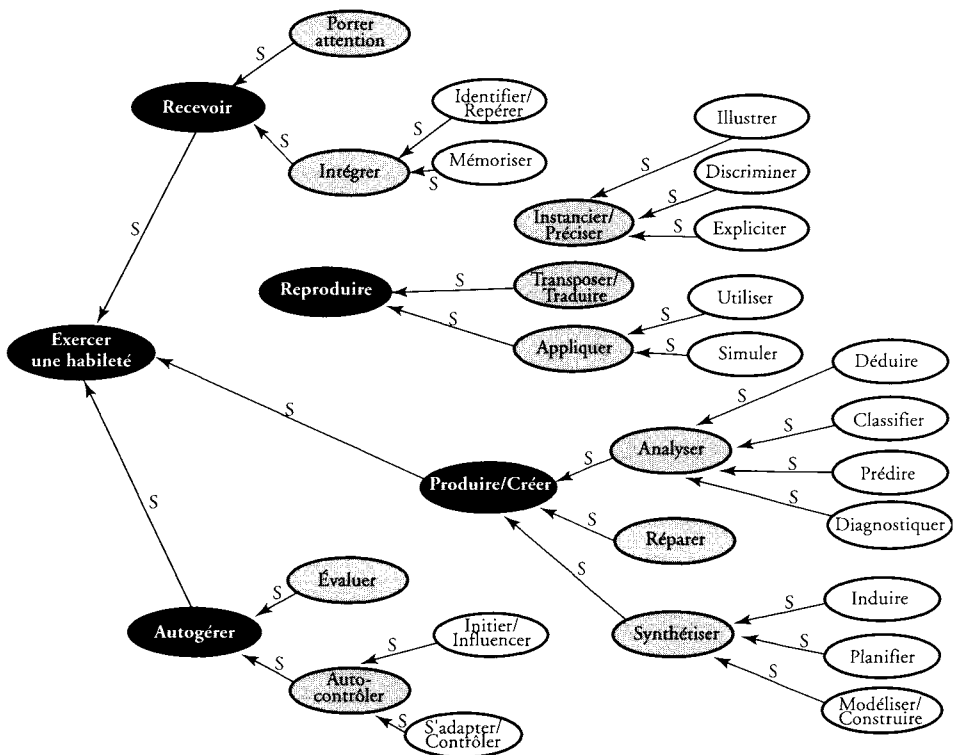 Porter
attention
S
Recevoir
S
Identifier/
Repérer
S
Intégrer
S
Mémoriser
Illustrer
S
Discriminer
S
Instancier/
Préciser
S
Expliciter
S
Reproduire
S
Transposer/
Traduire
S
Appliquer
S
Utiliser
S
Simuler
Exercer
une habileté
S
Produire/Créer
S
Analyser
S
Déduire
S
Classifier
S
Prédire
S
Diagnostiquer
S
Réparer
S
Synthétiser
S
Induire
S
Planifier
S
Modéliser/
Construire
S
Autogérer
S
Évaluer
S
Auto-
contrôler
S
Initier/
Influencer
S
S'adapter/
Contrôler